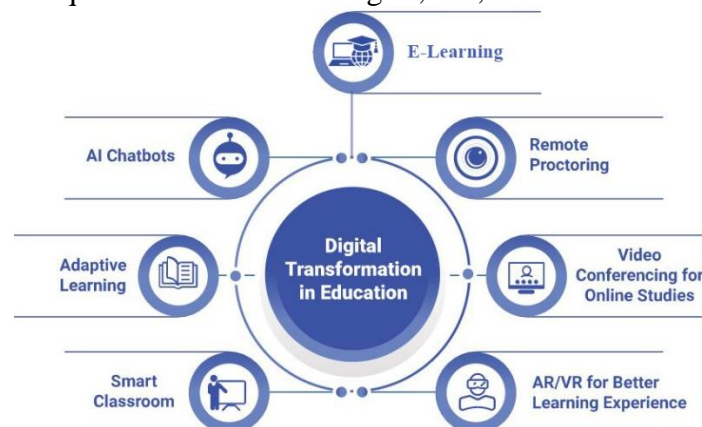 E-Learning
AI Chatbots
Remote
Proctoring
Adaptive
Learning
Digital
Transformation
in Education
Video
Conferencing for
Online Studies
Smart
Classroom
AR/VR for Better
Learning Experience